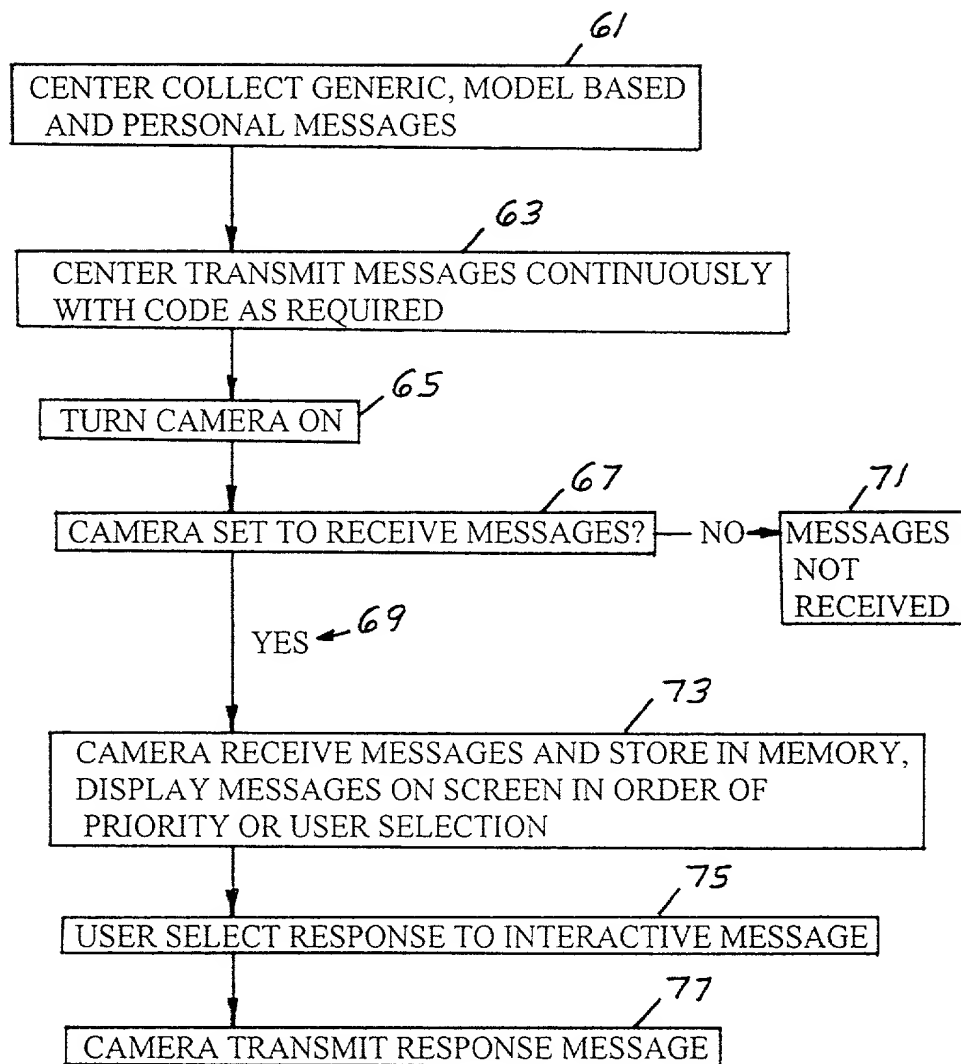 61
CENTER COLLECT GENERIC, MODEL BASED
AND PERSONAL MESSAGES
63
CENTER TRANSMIT MESSAGES CONTINUOUSLY
WITH CODE AS REQUIRED
65
TURN CAMERA ON
67
71
CAMERA SET TO RECEIVE MESSAGES?
NO
MESSAGES
NOT
RECEIVED
YES
69
73
CAMERA RECEIVE MESSAGES AND STORE IN MEMORY,
DISPLAY MESSAGES ON SCREEN IN ORDER OF
PRIORITY OR USER SELECTION
75
USER SELECT RESPONSE TO INTERACTIVE MESSAGE
77
CAMERA TRANSMIT RESPONSE MESSAGE